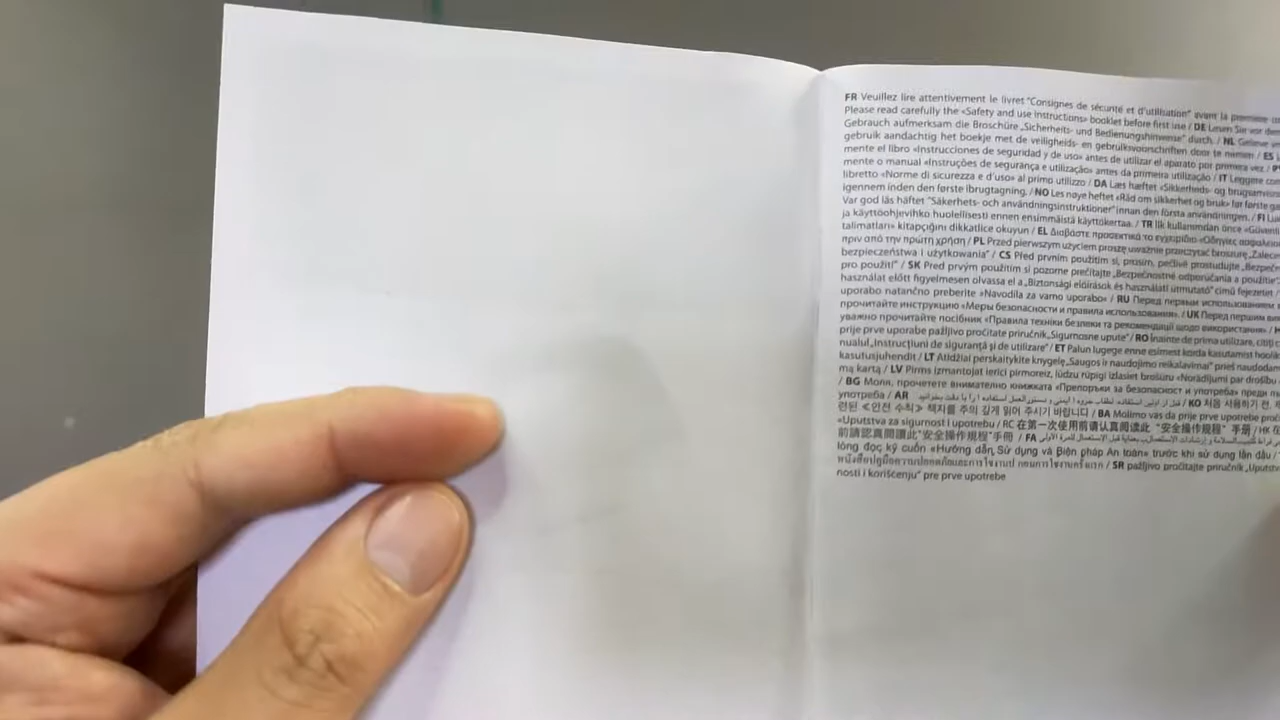 FR Veuillez lire attentivement le livret "Consignes de sécurité et d'utilisation" avant la première
Please read carefully the «Safety and use instructions» booklet before first use / DE Lesen Sie vor dem
Gebrauch aufmerksam die Broschüre „Sicherheits- und Bedienungshinweise" durch. / NL Gelieve
gebruik aandachtig het boekje met de veiligheids- en gebruiksvoorschriften door te nemen / ES
mente el libro «Instrucciones de seguridad y de uso» antes de utilizar el aparato por primera vez /
mente o manual «Instruções de segurança e utilização» antes da primeira utilização / IT Leggere
libretto «Norme di sicurezza e d'uso» al primo utilizzo / DA Læs hæftet «Sikkerheds- og
igennem inden den første ibrugtagning. / NO Les nøye heftet «Råd om sikkerhet og bruk» før første
Var god läs häftet "Säkerhets- och användningsinstruktioner" innan den första användningen. / FI
ja käyttöohjevihko huolellisesti ennen ensimmäistä käyttökertaa. / TR İlk kullanımdan önce «Güvenlik
talimatları» kitapçığını dikkatlice okuyun / EL Διαβάστε προσεκτικά το εγχειρίδιο «Οδηγίες
πριν από την πρώτη χρήση / PL Przed pierwszym użyciem proszę uważnie przeczytać broszurę
bezpieczeństwa i użytkowania" / CS Před prvním použitím si, prosím, pečlivě prostudujte
pro použití" / SK Pred prvým použitím si pozorne prečítajte „Bezpečnostné odporúčania a použitie"
használat előtt figyelmesen olvassa el a „Biztonsági előírások és használati útmutató" című fejezetet
uporabo natančno preberite «Navodila za varno uporabo» / RU Перед первым использованием
прочитайте инструкцию «Меры безопасности и правила использования». / UK Перед першим
уважно прочитайте посібник «Правила техніки безпеки та рекомендації щодо використання» /
prije prve uporabe pažljivo pročitate priručnik „Sigurnosne upute" / RO Înainte de prima utilizare, citiți
nualul „Instrucțiuni de siguranță și de utilizare" / ET Palun lugege enne esimest korda kasutamist
kasutusjuhendit / LT Atidžiai perskaitykite knygelę „Saugos ir naudojimo reikalavimai" prieš
mą kartą / LV Pirms izmantojat ierīci pirmoreiz, lūdzu rūpīgi izlasiet brošūru «Norādījumi par drošību
/ BG Моля, прочетете внимателно книжката «Препоръки за безопасност и употреба» преди
употреба / AR قبل از اولین استفاده، لطفاً جزوه / KO 처음 사용하기 전,
련된 ≪안전 수칙≫ 책자를 주의 깊게 읽어 주시기 바랍니다 / BA Molimo vas da prije prve upotrebe
«Uputstva za sigurnost i upotrebu / RC 在第一次使用前请认真阅读此 "安全操作规程" 手册 / HK
前請認真閱讀此"安全操作規程"手冊 / FA
lòng đọc kỹ cuốn «Hướng dẫn Sử dụng và Biện pháp An toàn» trước khi sử dụng lần đầu /
/ SR pažljivo pročitajte priručnik
nosti i korišćenju" pre prve upotrebe